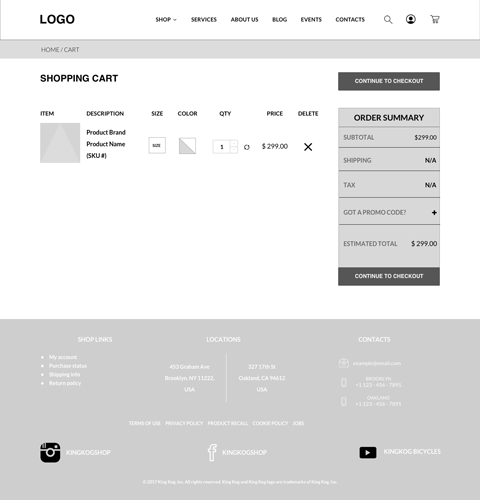 LOGO
SHOP SERVICES ABOUT US BLOG EVENTS CONTACTS
HOME / CART
SHOPPING CART
CONTINUE TO CHECKOUT
ITEM DESCRIPTION SIZE COLOR QTY PRICE DELETE
Product Brand
Product Name
(SKU #)
SIZE
1
$ 299.00
ORDER SUMMARY
SUBTOTAL $299.00
SHIPPING N/A
TAX N/A
GOT A PROMO CODE? +
ESTIMATED TOTAL $ 299.00
CONTINUE TO CHECKOUT
SHOP LINKS
My account
Purchase status
Shipping info
Return policy
LOCATIONS
453 Graham Ave.
Brooklyn, NY 11222,
USA
327 17th St
Oakland, CA 94612
USA
CONTACTS
example@email.com
BROOKLYN
+1 123 - 456 - 7891
OAKLAND
+1 123 - 456 - 7891
TERMS OF USE PRIVACY POLICY PRODUCT RECALL COOKIE POLICY JOBS
KINGKOGSHOP
KINGKOGSHOP
KINGKOG BICYCLES
©2017 King Kog, Inc. All rights reserved. King Kog and King Kog logo are trademarks of King Kog, Inc.